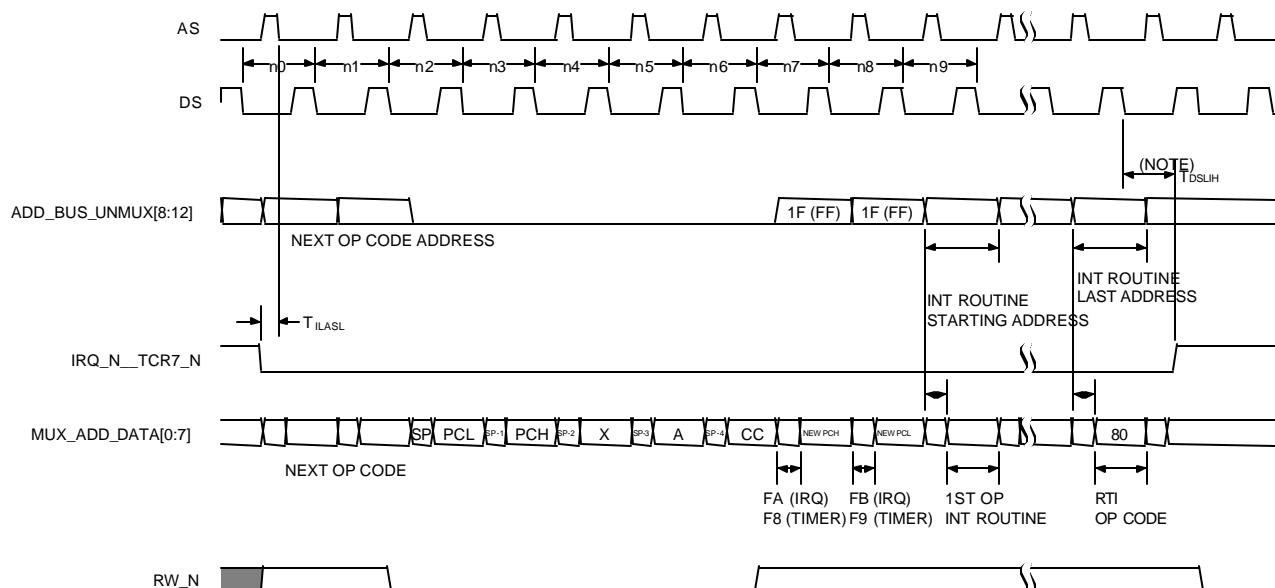 AS
n0 n1 n2 n3 n4 n5 n6 n7 n8 n9
DS
(NOTE)
TDSLIH
ADD_BUS_UNMUX[8:12]
1F (FF) 1F (FF)
NEXT OP CODE ADDRESS
INT ROUTINE
STARTING ADDRESS
INT ROUTINE
LAST ADDRESS
TILASL
IRQ_N__TCR7_N
MUX_ADD_DATA[0:7]
SP PCL SP-1 PCH SP-2 X SP-3 A SP-4 CC NEW PCH NEW PCL 80
NEXT OP CODE
FA (IRQ)
F8 (TIMER)
FB (IRQ)
F9 (TIMER)
1ST OP
INT ROUTINE
RTI
OP CODE
RW_N